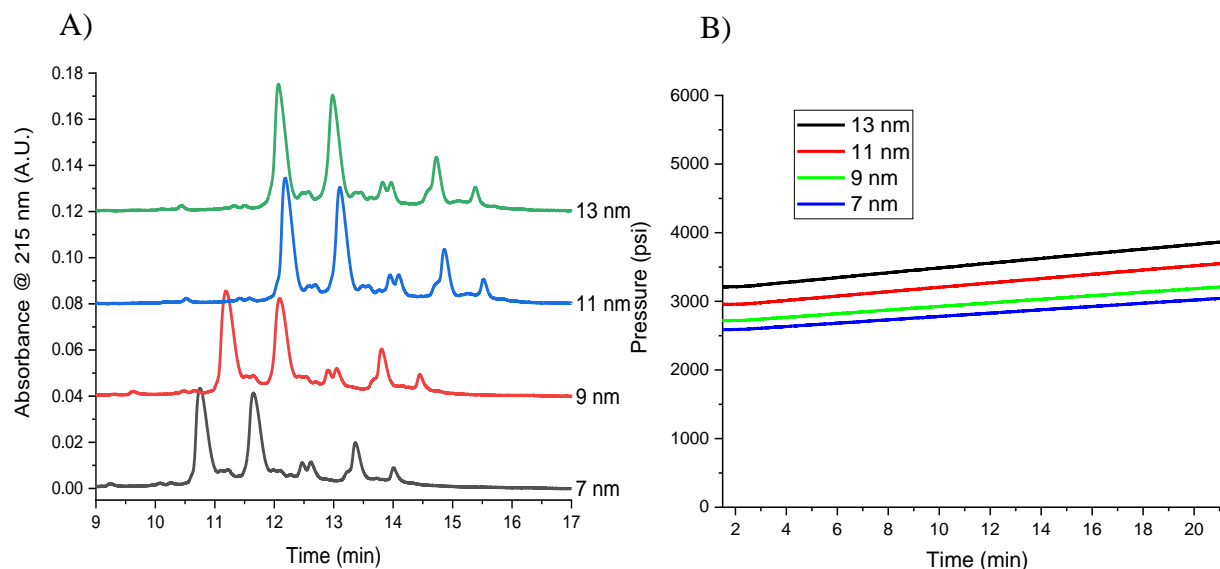 A)
Absorbance @ 215 nm (A.U.)
0.18
0.16
0.14
0.12
0.10
0.08
0.06
0.04
0.02
0.00
13 nm
11 nm
9 nm
7 nm
9 10 11 12 13 14 15 16 17
Time (min)
B)
Pressure (psi)
6000
5000
4000
3000
2000
1000
0
13 nm
11 nm
9 nm
7 nm
2 4 6 8 10 12 14 16 18 20
Time (min)